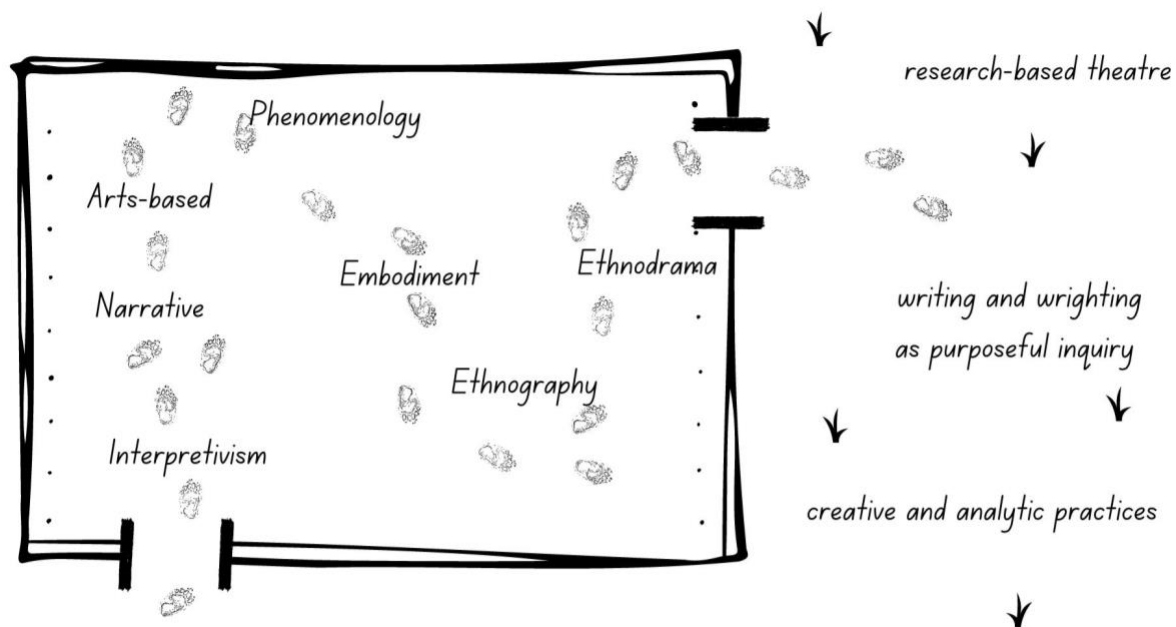 research-based theatre
Phenomenology
Arts-based
Embodiment
Ethnodrama
Narrative
writing and wrighting
as purposeful inquiry
Ethnography
Interpretivism
creative and analytic practices